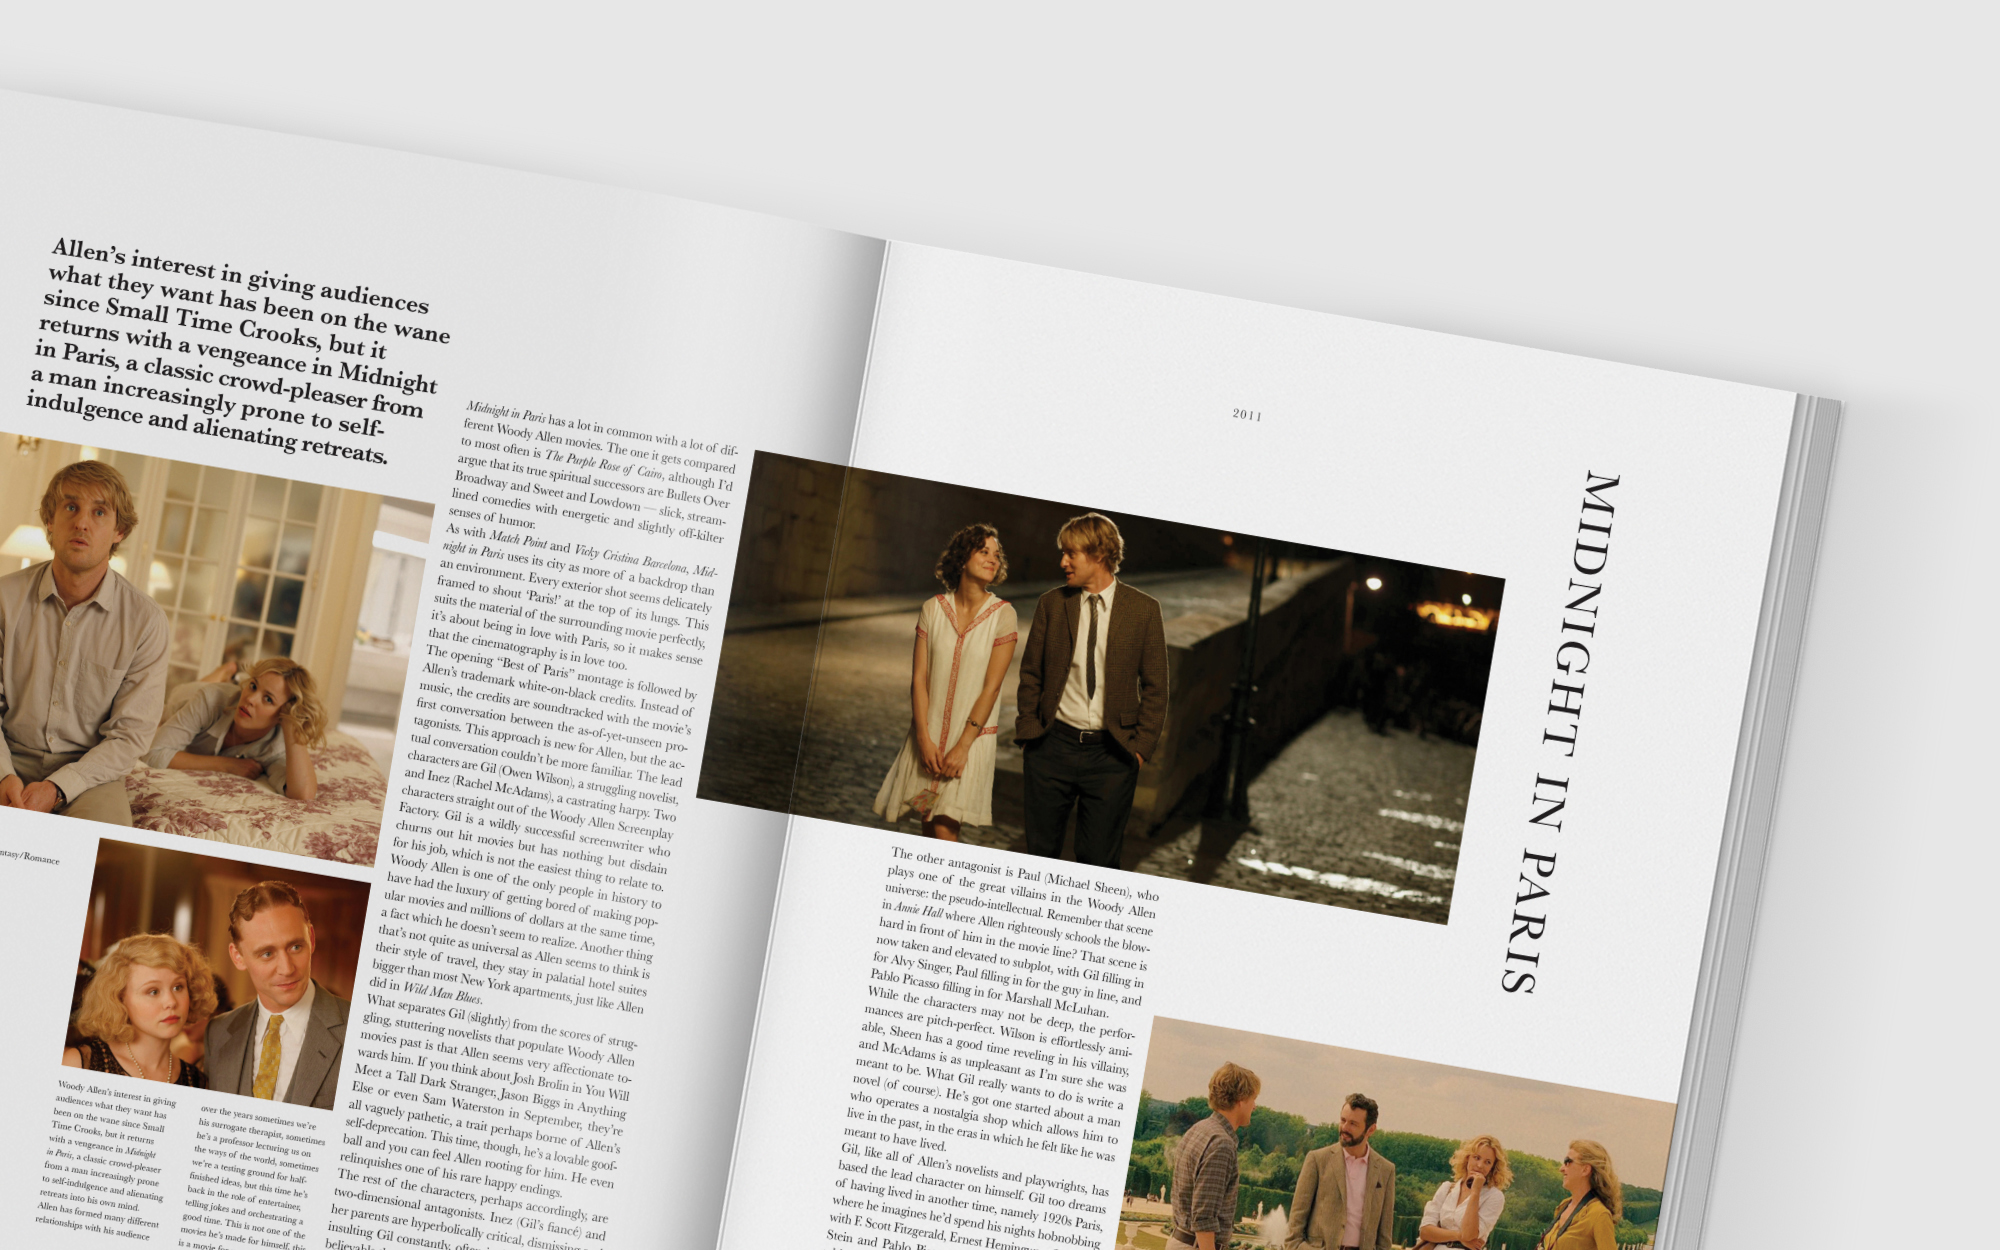 Allen’s interest in giving audiences
what they want has been on the wane
since Small Time Crooks, but it
returns with a vengeance in Midnight
in Paris, a classic crowd-pleaser from
a man increasingly prone to self-
indulgence and alienating retreats.
ntasy/Romance
Woody Allen’s interest in giving
audiences what they want has
been on the wane since Small
Time Crooks, but it returns
with a vengeance in Midnight
in Paris, a classic crowd-pleaser
from a man increasingly prone
to self-indulgence and alienating
retreats into his own mind.
Allen has formed many different
relationships with his audience
over the years sometimes we’re
his surrogate therapist, sometimes
he’s a professor lecturing us on
the ways of the world, sometimes
we’re a testing ground for half-
finished ideas, but this time he’s
back in the role of entertainer,
telling jokes and orchestrating a
good time. This is not one of the
movies he’s made for himself, this
is a movie
Midnight in Paris has a lot in common with a lot of dif-
ferent Woody Allen movies. The one it gets compared
to most often is The Purple Rose of Cairo, although I’d
argue that its true spiritual successors are Bullets Over
Broadway and Sweet and Lowdown — slick, stream-
lined comedies with energetic and slightly off-kilter
senses of humor.
As with Match Point and Vicky Cristina Barcelona, Mid-
night in Paris uses its city as more of a backdrop than
an environment. Every exterior shot seems delicately
framed to shout ‘Paris!’ at the top of its lungs. This
suits the material of the surrounding movie perfectly,
it’s about being in love with Paris, so it makes sense
that the cinematography is in love too.
The opening “Best of Paris” montage is followed by
Allen’s trademark white-on-black credits. Instead of
music, the credits are soundtracked with the movie’s
first conversation between the as-of-yet-unseen pro-
tagonists. This approach is new for Allen, but the ac-
tual conversation couldn’t be more familiar. The lead
characters are Gil (Owen Wilson), a struggling novelist,
and Inez (Rachel McAdams), a castrating harpy. Two
characters straight out of the Woody Allen Screenplay
Factory. Gil is a wildly successful screenwriter who
churns out hit movies but has nothing but disdain
for his job, which is not the easiest thing to relate to.
Woody Allen is one of the only people in history to
have had the luxury of getting bored of making pop-
ular movies and millions of dollars at the same time,
a fact which he doesn’t seem to realize. Another thing
that’s not quite as universal as Allen seems to think is
their style of travel, they stay in palatial hotel suites
bigger than most New York apartments, just like Allen
did in Wild Man Blues.
What separates Gil (slightly) from the scores of strug-
gling, stuttering novelists that populate Woody Allen
movies past is that Allen seems very affectionate to-
wards him. If you think about Josh Brolin in You Will
Meet a Tall Dark Stranger, Jason Biggs in Anything
Else or even Sam Waterston in September, they’re
all vaguely pathetic, a trait perhaps borne of Allen’s
self-deprecation. This time, though, he’s a lovable goof-
ball and you can feel Allen rooting for him. He even
relinquishes one of his rare happy endings.
The rest of the characters, perhaps accordingly, are
two-dimensional antagonists. Inez (Gil’s fiancé) and
her parents are hyperbolically critical, dismissing
insulting Gil constantly,
2011
MIDNIGHT IN PARIS
The other antagonist is Paul (Michael Sheen), who
plays one of the great villains in the Woody Allen
universe: the pseudo-intellectual. Remember that scene
in Annie Hall where Allen righteously schools the blow-
hard in front of him in the movie line? That scene is
now taken and elevated to subplot, with Gil filling in
for Alvy Singer, Paul filling in for the guy in line, and
Pablo Picasso filling in for Marshall McLuhan.
While the characters may not be deep, the perfor-
mances are pitch-perfect. Wilson is effortlessly ami-
able, Sheen has a good time reveling in his villainy,
and McAdams is as unpleasant as I’m sure she was
meant to be. What Gil really wants to do is write a
novel (of course). He’s got one started about a man
who operates a nostalgia shop which allows him to
live in the past, in the eras in which he felt like he was
meant to have lived.
Gil, like all of Allen’s novelists and playwrights, has
based the lead character on himself. Gil too dreams
of having lived in another time, namely 1920s Paris,
where he imagines he’d spend his nights hobnobbing
with F. Scott Fitzgerald, Ernest
Stein and Pablo